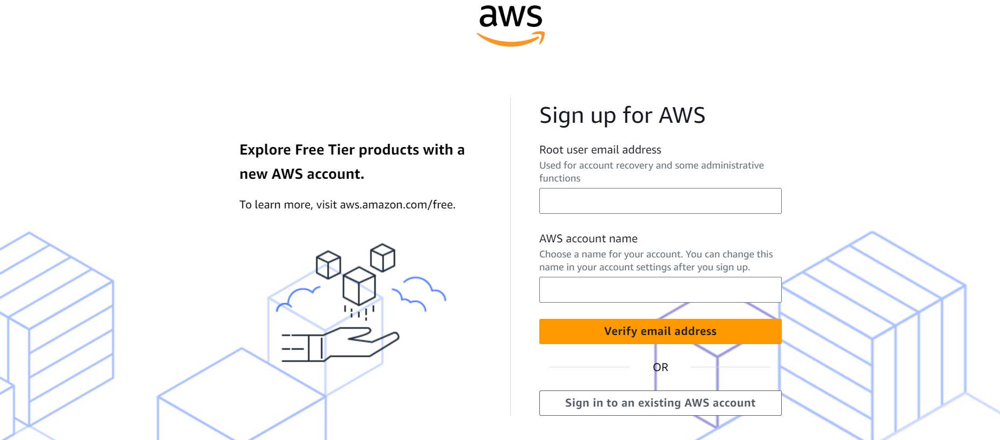 aws
Explore Free Tier products with a
new AWS account.
To learn more, visit aws.amazon.com/free.
Sign up for AWS
Root user email address
Used for account recovery and some administrative
functions
AWS account name
Choose a name for your account. You can change this
name in your account settings after you sign up.
Verify email address
OR
Sign in to an existing AWS account